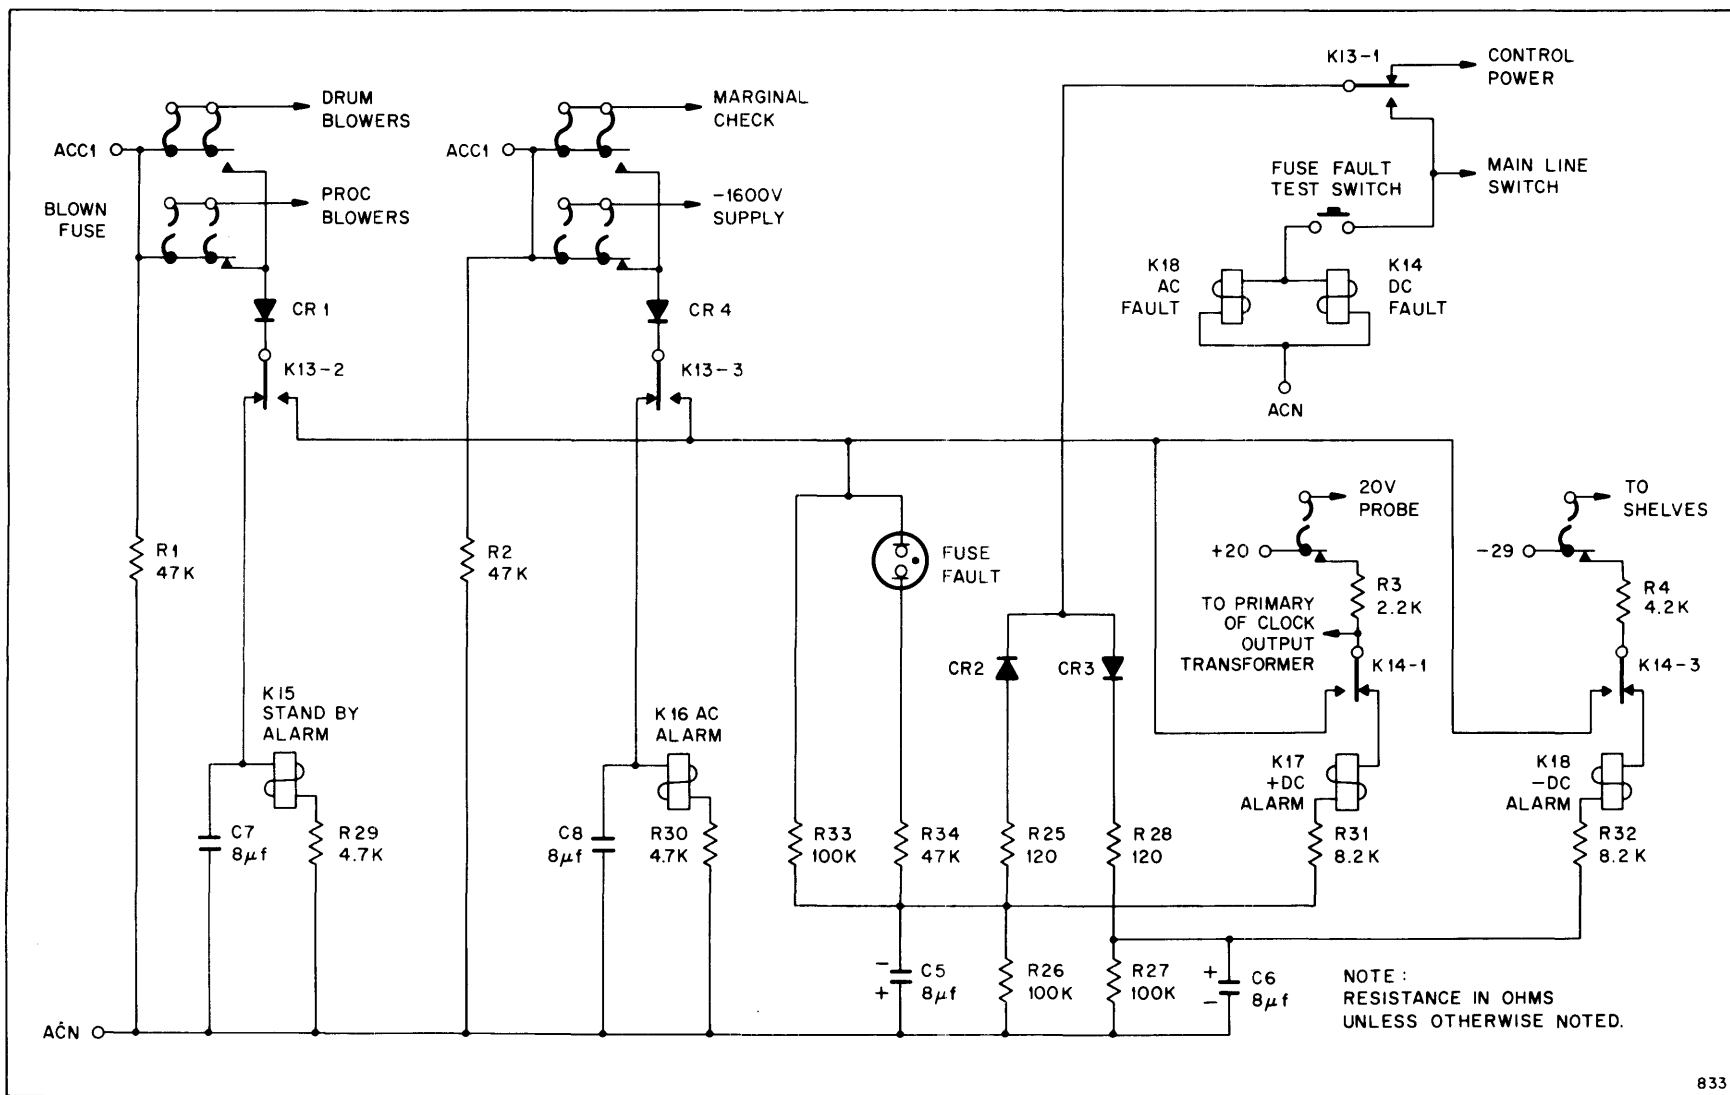 K13-1
CONTROL
POWER
DRUM
BLOWERS
MARGINAL
CHECK
ACC1
ACC1
FUSE FAULT
TEST SWITCH
MAIN LINE
SWITCH
BLOWN
FUSE
PROC
BLOWERS
-1600V
SUPPLY
K18
AC
FAULT
K14
DC
FAULT
CR1
CR4
K13-2
K13-3
ACN
20V
PROBE
TO
SHELVES
R1
47K
R2
47K
FUSE
FAULT
+20
-29
R3
2.2K
R4
4.2K
TO PRIMARY
OF CLOCK
OUTPUT
TRANSFORMER
CR2
CR3
K14-1
K14-3
K15
STAND BY
ALARM
K16 AC
ALARM
K17
+DC
ALARM
K18
-DC
ALARM
C7
8μf
R29
4.7K
C8
8μf
R30
4.7K
R33
100K
R34
47K
R25
120
R28
120
R31
8.2K
R32
8.2K
-
+
C5
8μf
R26
100K
R27
100K
+
-
C6
8μf
NOTE:
RESISTANCE IN OHMS
UNLESS OTHERWISE NOTED.
ACN
833